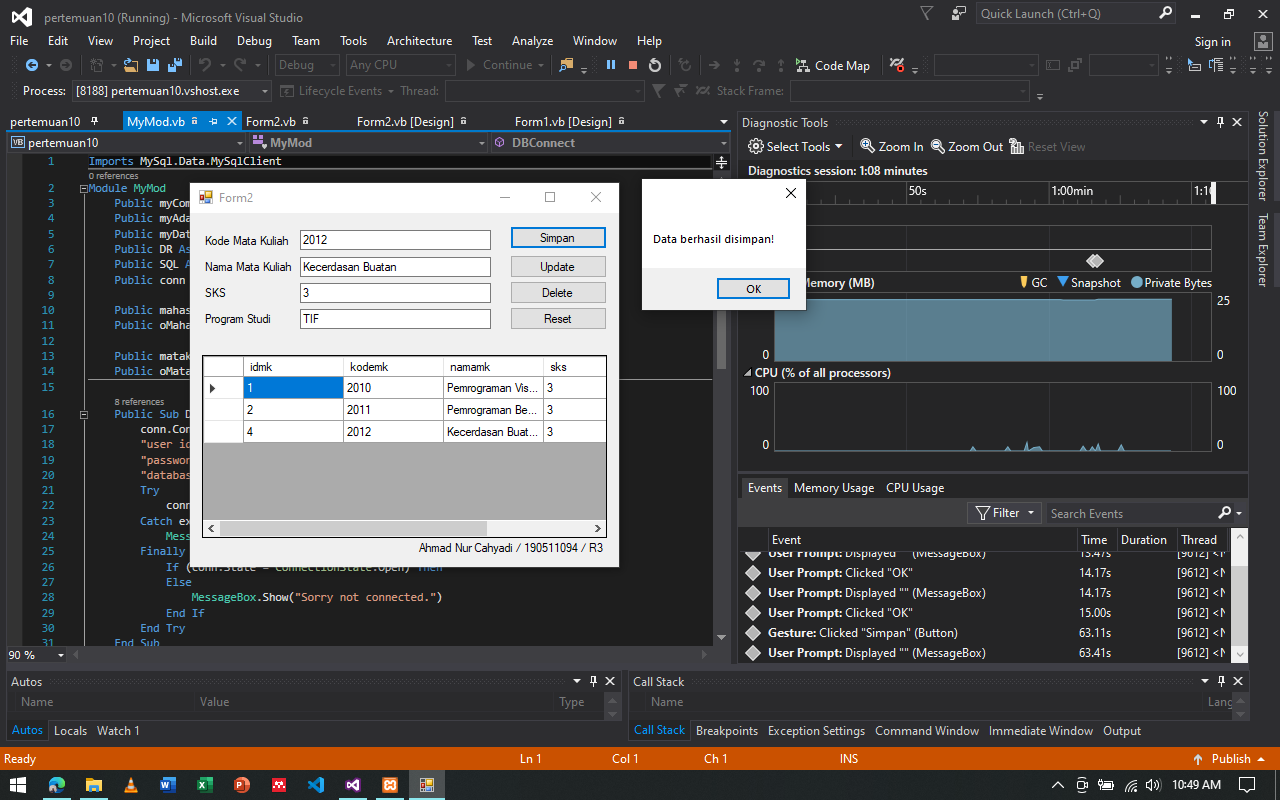 pertemuan10 (Running) - Microsoft Visual Studio
Quick Launch (Ctrl+Q)
File Edit View Project Build Debug Team Tools Architecture Test Analyze Window Help
Sign in
Debug Any CPU Continue Code Map
Process: [8188] pertemuan10.vshost.exe Lifecycle Events Thread: Stack Frame:
pertemuan10 MyMod.vb Form2.vb Form2.vb [Design] Form1.vb [Design]
pertemuan10 MyMod DBConnect
1 Imports MySql.Data.MySqlClient
0 references
2 Module MyMod
3 Public myCom
4 Public myAda
5 Public myDat
6 Public DR As
7 Public SQL A
8 Public conn
9
10 Public mahas
11 Public oMaha
12
13 Public matak
14 Public oMata
15
8 references
16 Public Sub D
17 conn.Con
18 "user id
19 "passwor
20 "databas
21 Try
22 conn
23 Catch ex
24 Mess
25 Finally
26 If (conn.State = ConnectionState.Open) Then
27 Else
28 MessageBox.Show("Sorry not connected.")
29 End If
30 End Try
31 End Sub
90 %
Form2
Kode Mata Kuliah 2012 Simpan
Nama Mata Kuliah Kecerdasan Buatan Update
SKS 3 Delete
Program Studi TIF Reset
idmk kodemk namamk sks
1 2010 Pemrograman Vis... 3
2 2011 Pemrograman Be... 3
4 2012 Kecerdasan Buat... 3
Ahmad Nur Cahyadi / 190511094 / R3
Data berhasil disimpan!
OK
Diagnostic Tools
Select Tools Zoom In Zoom Out Reset View
Diagnostics session: 1:08 minutes
50s 1:00min 1:10
Memory (MB) GC Snapshot Private Bytes
25
0 0
CPU (% of all processors)
100 100
0 0
Events Memory Usage CPU Usage
Filter Search Events
Event Time Duration Thread
User Prompt: Displayed "" (MessageBox) 13.47s [9612] <N
User Prompt: Clicked "OK" 14.17s [9612] <N
User Prompt: Displayed "" (MessageBox) 14.17s [9612] <N
User Prompt: Clicked "OK" 15.00s [9612] <N
Gesture: Clicked "Simpan" (Button) 63.11s [9612] <N
User Prompt: Displayed "" (MessageBox) 63.41s [9612] <N
Solution Explorer
Team Explorer
Autos
Name Value Type
Autos Locals Watch 1
Call Stack
Name Lang
Call Stack Breakpoints Exception Settings Command Window Immediate Window Output
Ready Ln 1 Col 1 Ch 1 INS Publish
10:49 AM